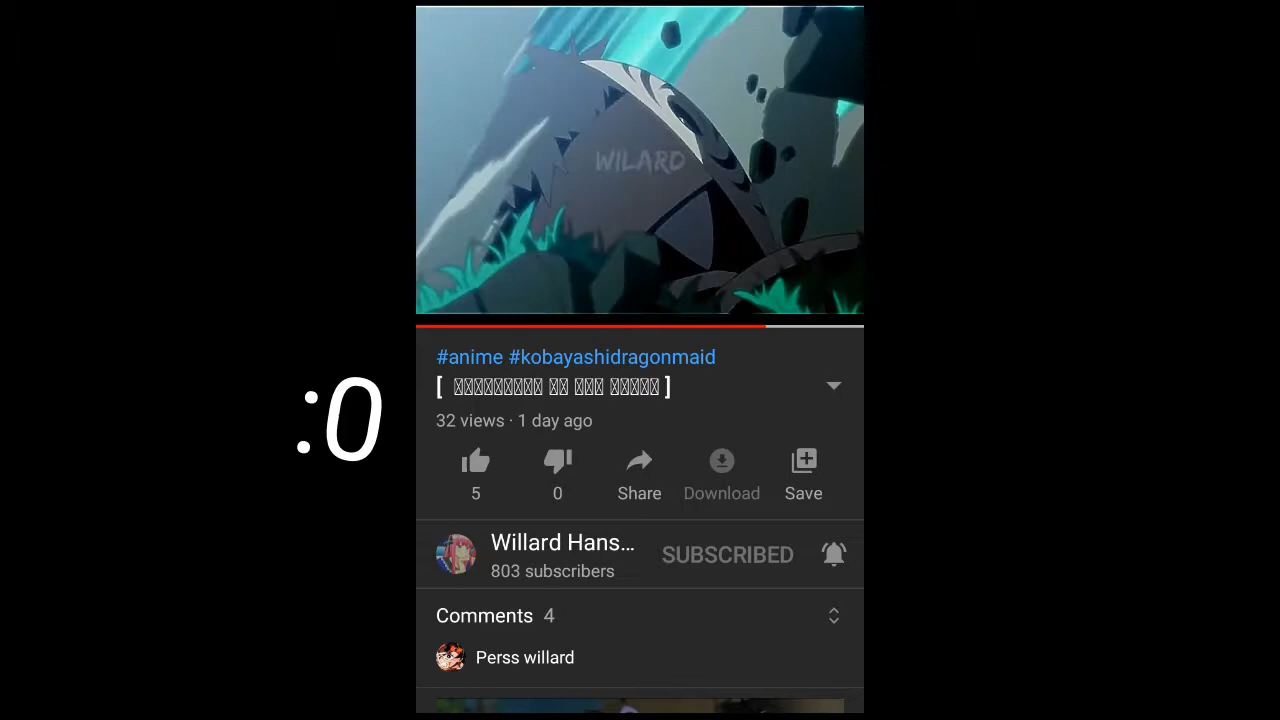 WILARD
#anime #kobayashidragonmaid
[ ]
32 views · 1 day ago
:0
5
0
Share
Download
Save
Willard Hans...
803 subscribers
SUBSCRIBED
Comments 4
Perss willard